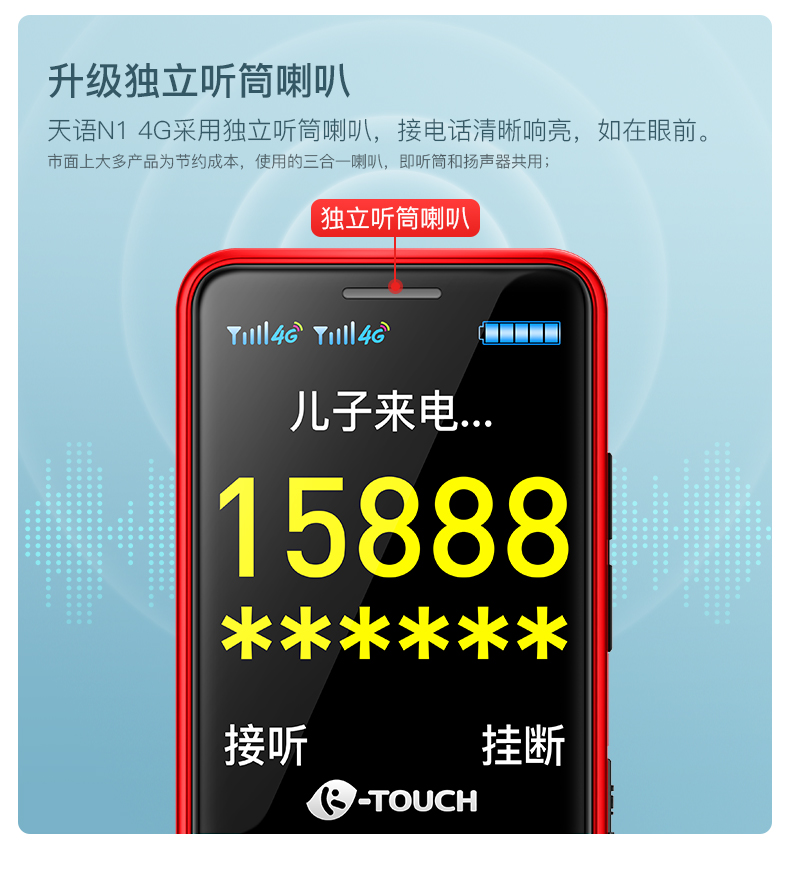 升级独立听筒喇叭
天语N1 4G采用独立听筒喇叭，接电话清晰响亮，如在眼前。
市面上大多产品为节约成本，使用的三合一喇叭，即听筒和扬声器共用；
独立听筒喇叭
4G 4G
儿子来电...
15888
******
接听 挂断
K-TOUCH